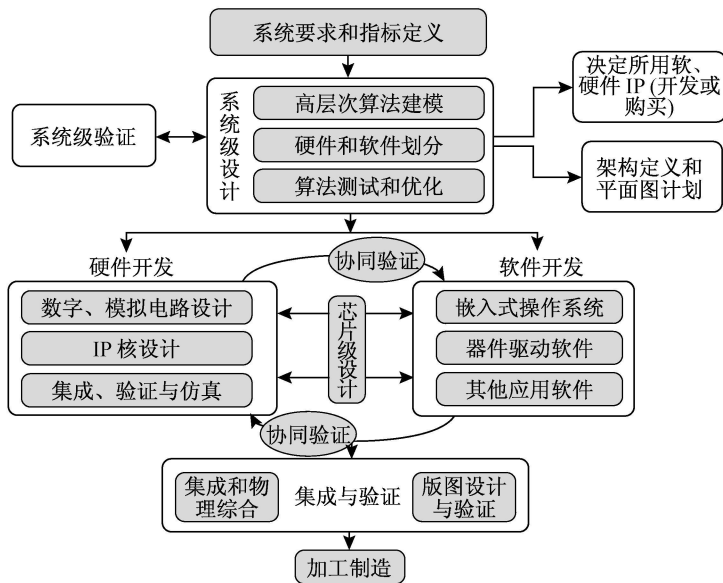 系统要求和指标定义
系统级设计
高层次算法建模
硬件和软件划分
算法测试和优化
系统级验证
决定所用软、
硬件 IP (开发或
购买)
架构定义和
平面图计划
硬件开发
协同验证
软件开发
数字、模拟电路设计
IP 核设计
集成、验证与仿真
芯片级设计
嵌入式操作系统
器件驱动软件
其他应用软件
协同验证
集成和物
理综合
集成与验证
版图设计
与验证
加工制造